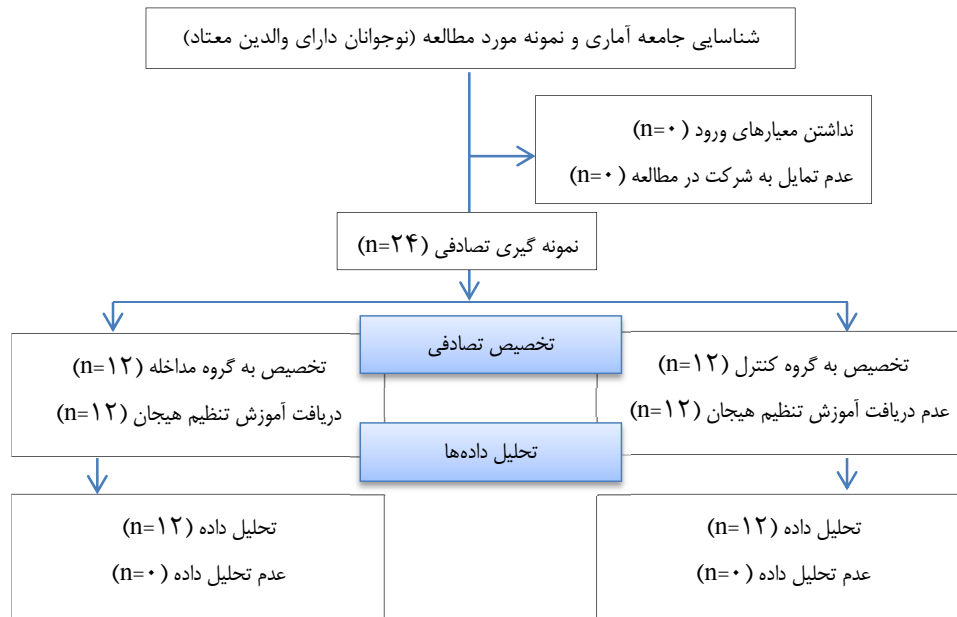 شناسایی جامعه آماری و نمونه مورد مطالعه (نوجوانان دارای والدین معتاد)
نداشتن معیارهای ورود (n=۰)
عدم تمایل به شرکت در مطالعه (n=۰)
نمونه گیری تصادفی (n=۲۴)
تخصیص تصادفی
تخصیص به گروه کنترل (n=۱۲)
عدم دریافت آموزش تنظیم هیجان (n=۱۲)
تخصیص به گروه مداخله (n=۱۲)
دریافت آموزش تنظیم هیجان (n=۱۲)
تحلیل داده‌ها
تحلیل داده (n=۱۲)
عدم تحلیل داده (n=۰)
تحلیل داده (n=۱۲)
عدم تحلیل داده (n=۰)